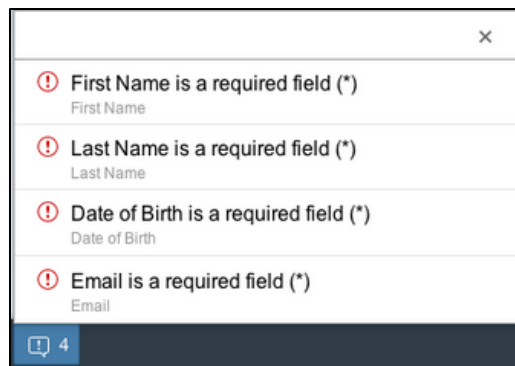 First Name is a required field (*)
First Name
Last Name is a required field (*)
Last Name
Date of Birth is a required field (*)
Date of Birth
Email is a required field (*)
Email
4